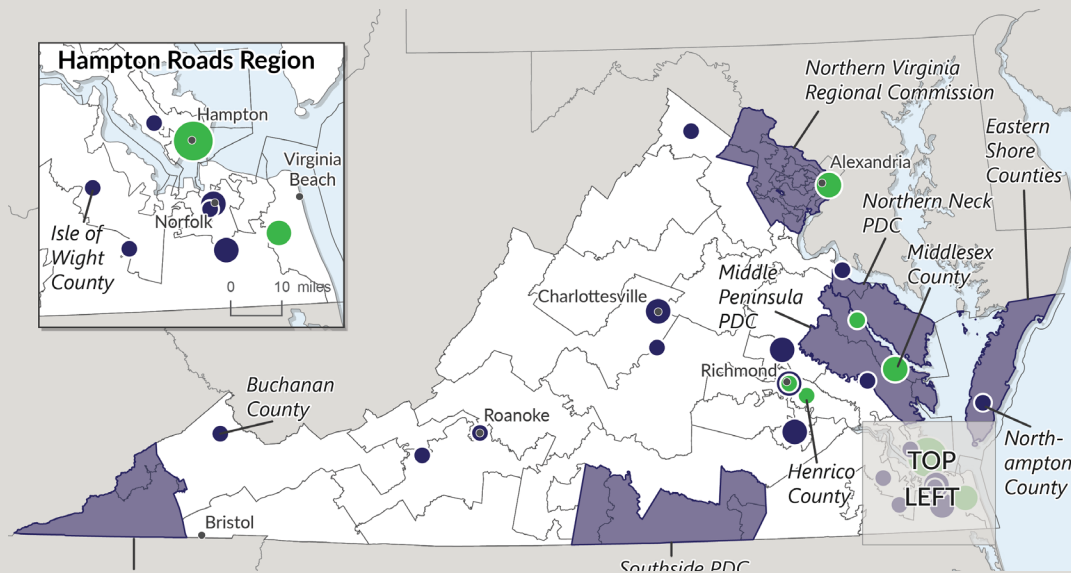 Hampton Roads Region
Hampton
Virginia
Beach
Norfolk
Isle of
Wight
County
0
10 miles
Northern Virginia
Regional Commission
Eastern
Shore
Counties
Alexandria
Northern Neck
PDC
Middlesex
County
Middle
Peninsula
PDC
Charlottesville
Richmond
Buchanan
County
Roanoke
Henrico
County
TOP
LEFT
North-
ampton
County
Bristol
Southside PDC